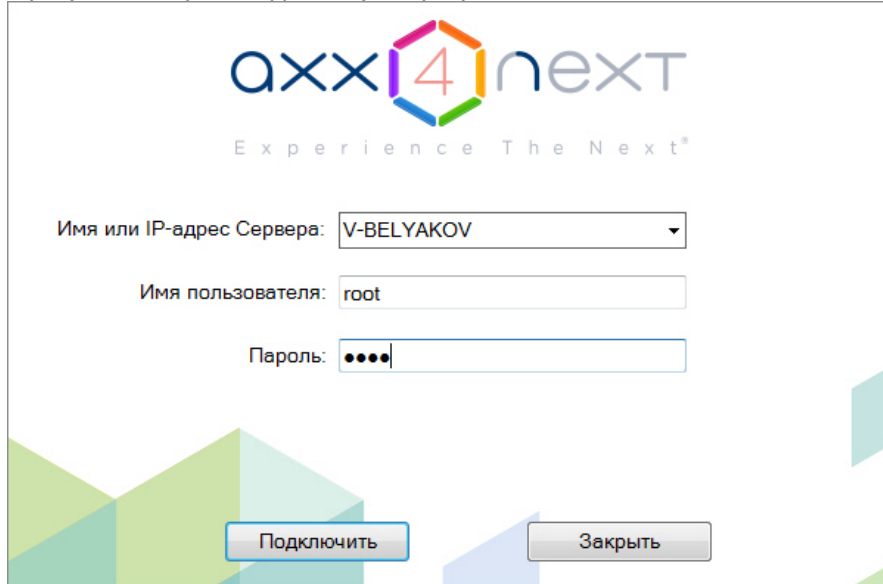 axx4next
Experience The Next®
Имя или IP-адрес Сервера: V-BELYAKOV
Имя пользователя: root
Пароль: ●●●●
Подключить Закрыть